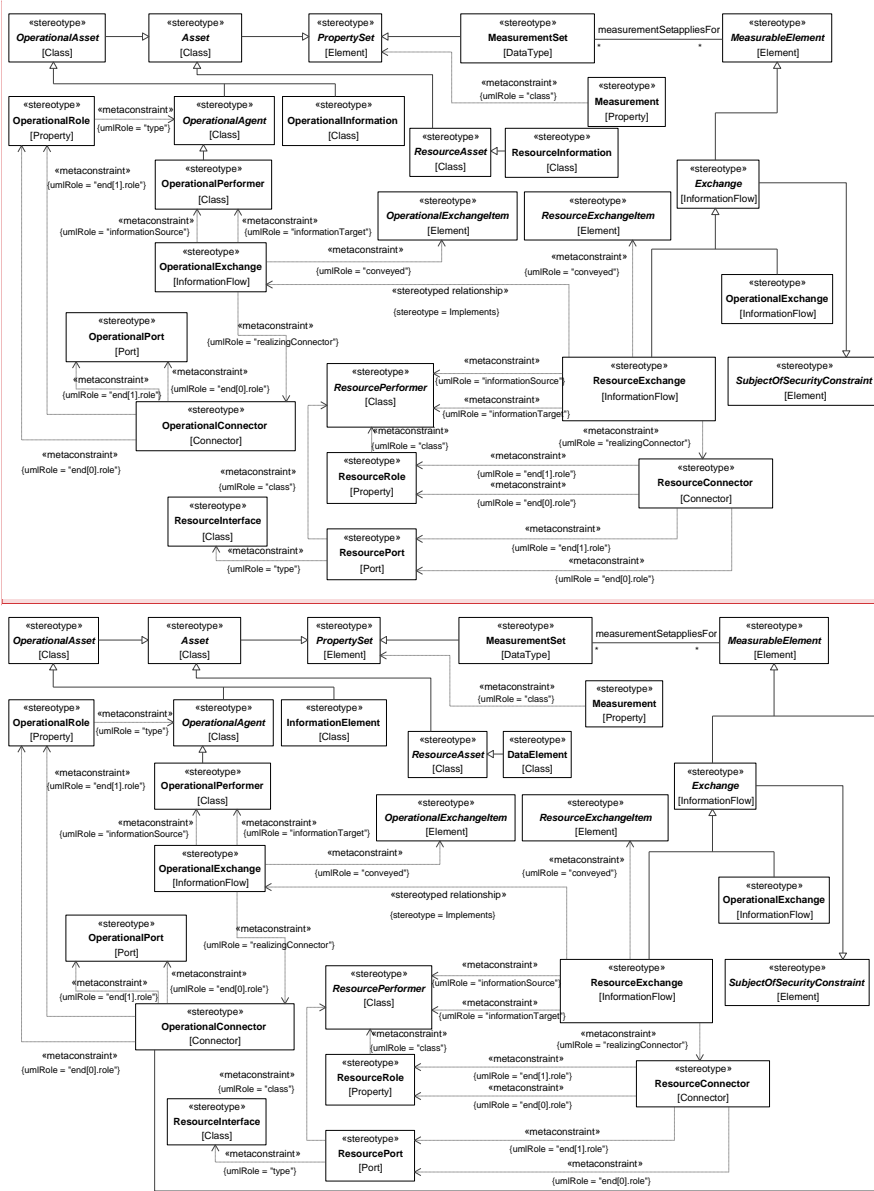 «stereotype»
OperationalAsset
[Class]
«stereotype»
Asset
[Class]
«stereotype»
PropertySet
[Element]
«stereotype»
MeasurementSet
[DataType]
measurementSetappliesFor
*
*
«stereotype»
MeasurableElement
[Element]
«stereotype»
OperationalRole
[Property]
«metaconstraint»
{umlRole = "type"}
«stereotype»
OperationalAgent
[Class]
«stereotype»
OperationalInformation
[Class]
«metaconstraint»
{umlRole = "class"}
«stereotype»
Measurement
[Property]
«stereotype»
ResourceAsset
[Class]
«stereotype»
ResourceInformation
[Class]
«metaconstraint»
{umlRole = "end[1].role"}
«stereotype»
OperationalPerformer
[Class]
«stereotype»
Exchange
[InformationFlow]
«metaconstraint»
{umlRole = "informationSource"}
«metaconstraint»
{umlRole = "informationTarget"}
«stereotype»
OperationalExchangeItem
[Element]
«stereotype»
ResourceExchangeItem
[Element]
«stereotype»
OperationalExchange
[InformationFlow]
«metaconstraint»
{umlRole = "conveyed"}
«metaconstraint»
{umlRole = "conveyed"}
«stereotyped relationship»
{stereotype = Implements}
«stereotype»
OperationalExchange
[InformationFlow]
«stereotype»
OperationalPort
[Port]
«metaconstraint»
{umlRole = "realizingConnector"}
«metaconstraint»
{umlRole = "end[1].role"}
«metaconstraint»
{umlRole = "end[0].role"}
«stereotype»
ResourcePerformer
[Class]
«metaconstraint»
{umlRole = "informationSource"}
«metaconstraint»
{umlRole = "informationTarget"}
«stereotype»
ResourceExchange
[InformationFlow]
«stereotype»
SubjectOfSecurityConstraint
[Element]
«stereotype»
OperationalConnector
[Connector]
«metaconstraint»
{umlRole = "end[0].role"}
«metaconstraint»
{umlRole = "class"}
«metaconstraint»
{umlRole = "class"}
«metaconstraint»
{umlRole = "realizingConnector"}
«stereotype»
ResourceRole
[Property]
«metaconstraint»
{umlRole = "end[1].role"}
«metaconstraint»
{umlRole = "end[0].role"}
«stereotype»
ResourceConnector
[Connector]
«stereotype»
ResourceInterface
[Class]
«metaconstraint»
{umlRole = "type"}
«stereotype»
ResourcePort
[Port]
«metaconstraint»
{umlRole = "end[1].role"}
«metaconstraint»
{umlRole = "end[0].role"}
«stereotype»
OperationalAsset
[Class]
«stereotype»
Asset
[Class]
«stereotype»
PropertySet
[Element]
«stereotype»
MeasurementSet
[DataType]
measurementSetappliesFor
*
*
«stereotype»
MeasurableElement
[Element]
«stereotype»
OperationalRole
[Property]
«metaconstraint»
{umlRole = "type"}
«stereotype»
OperationalAgent
[Class]
«stereotype»
InformationElement
[Class]
«metaconstraint»
{umlRole = "class"}
«stereotype»
Measurement
[Property]
«stereotype»
ResourceAsset
[Class]
«stereotype»
DataElement
[Class]
«metaconstraint»
{umlRole = "end[1].role"}
«stereotype»
OperationalPerformer
[Class]
«stereotype»
Exchange
[InformationFlow]
«metaconstraint»
{umlRole = "informationSource"}
«metaconstraint»
{umlRole = "informationTarget"}
«stereotype»
OperationalExchangeItem
[Element]
«stereotype»
ResourceExchangeItem
[Element]
«stereotype»
OperationalExchange
[InformationFlow]
«metaconstraint»
{umlRole = "conveyed"}
«metaconstraint»
{umlRole = "conveyed"}
«stereotyped relationship»
{stereotype = Implements}
«stereotype»
OperationalExchange
[InformationFlow]
«stereotype»
OperationalPort
[Port]
«metaconstraint»
{umlRole = "realizingConnector"}
«metaconstraint»
{umlRole = "end[1].role"}
«metaconstraint»
{umlRole = "end[0].role"}
«stereotype»
ResourcePerformer
[Class]
«metaconstraint»
{umlRole = "informationSource"}
«metaconstraint»
{umlRole = "informationTarget"}
«stereotype»
ResourceExchange
[InformationFlow]
«stereotype»
SubjectOfSecurityConstraint
[Element]
«stereotype»
OperationalConnector
[Connector]
«metaconstraint»
{umlRole = "end[0].role"}
«metaconstraint»
{umlRole = "class"}
«metaconstraint»
{umlRole = "class"}
«metaconstraint»
{umlRole = "realizingConnector"}
«stereotype»
ResourceRole
[Property]
«metaconstraint»
{umlRole = "end[1].role"}
«metaconstraint»
{umlRole = "end[0].role"}
«stereotype»
ResourceConnector
[Connector]
«stereotype»
ResourceInterface
[Class]
«metaconstraint»
{umlRole = "type"}
«stereotype»
ResourcePort
[Port]
«metaconstraint»
{umlRole = "end[1].role"}
«metaconstraint»
{umlRole = "end[0].role"}